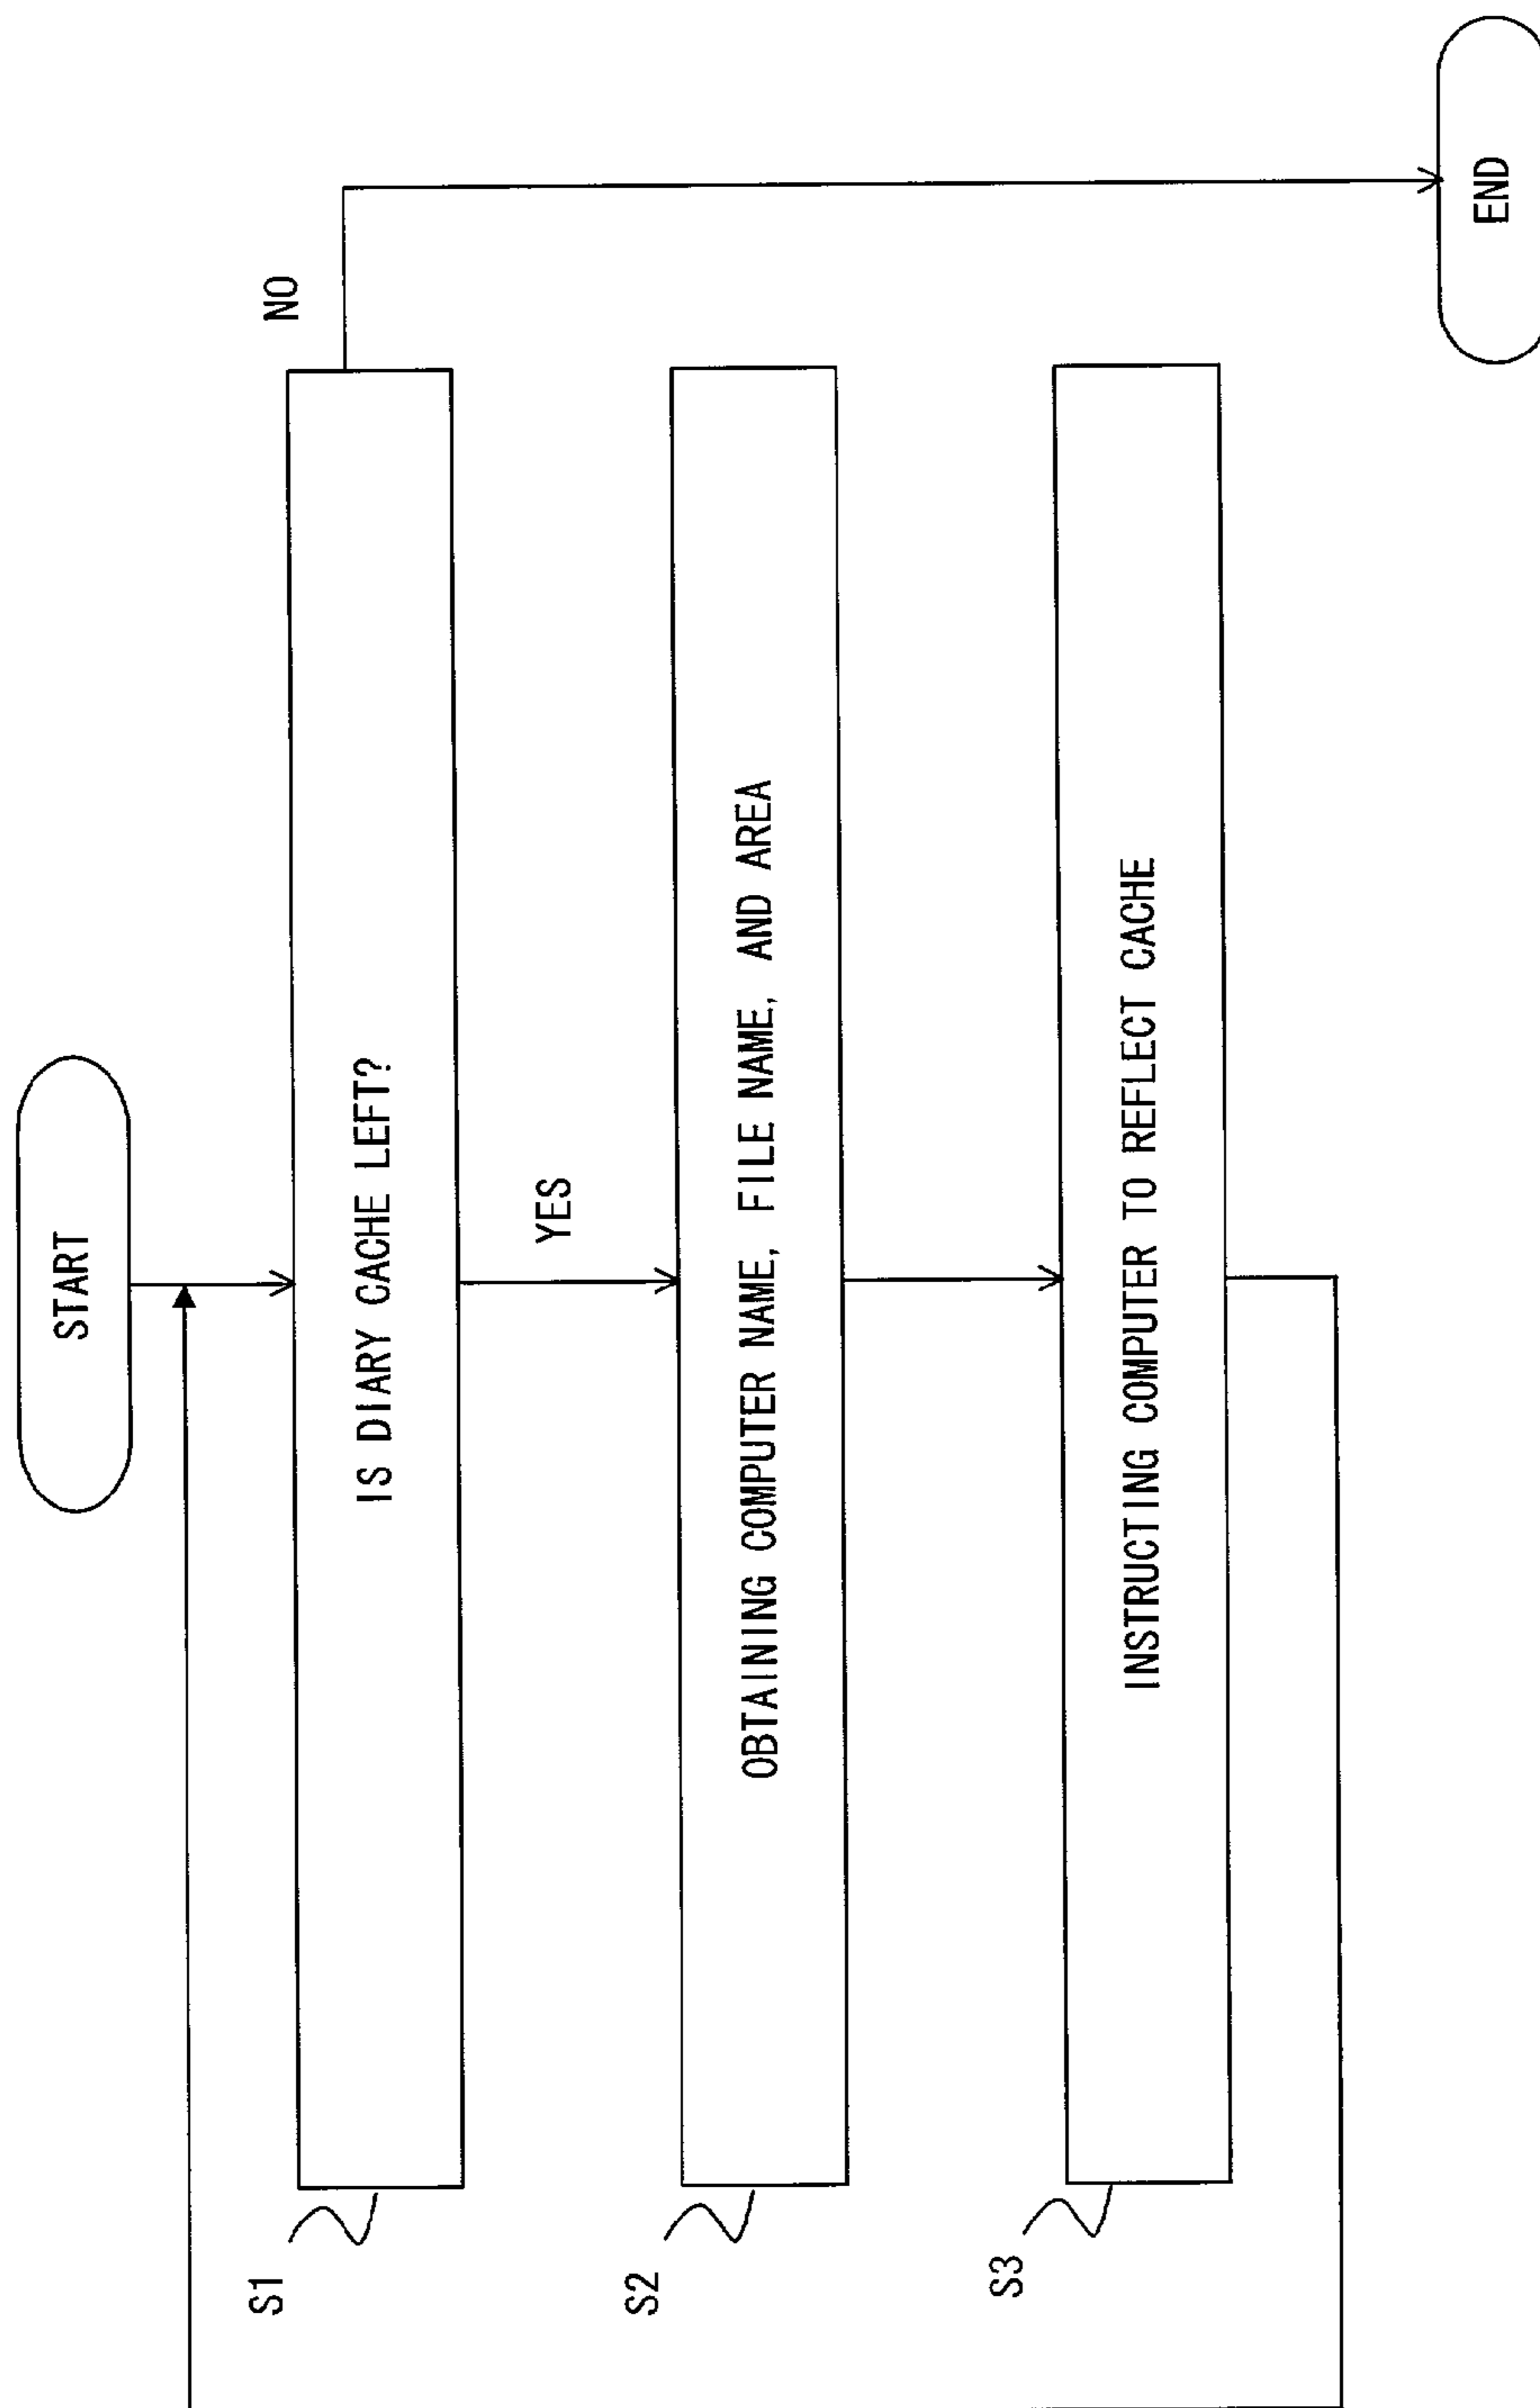 START
S1
IS DIARY CACHE LEFT?
NO
YES
S2
OBTAINING COMPUTER NAME, FILE NAME, AND AREA
S3
INSTRUCTING COMPUTER TO REFLECT CACHE
END